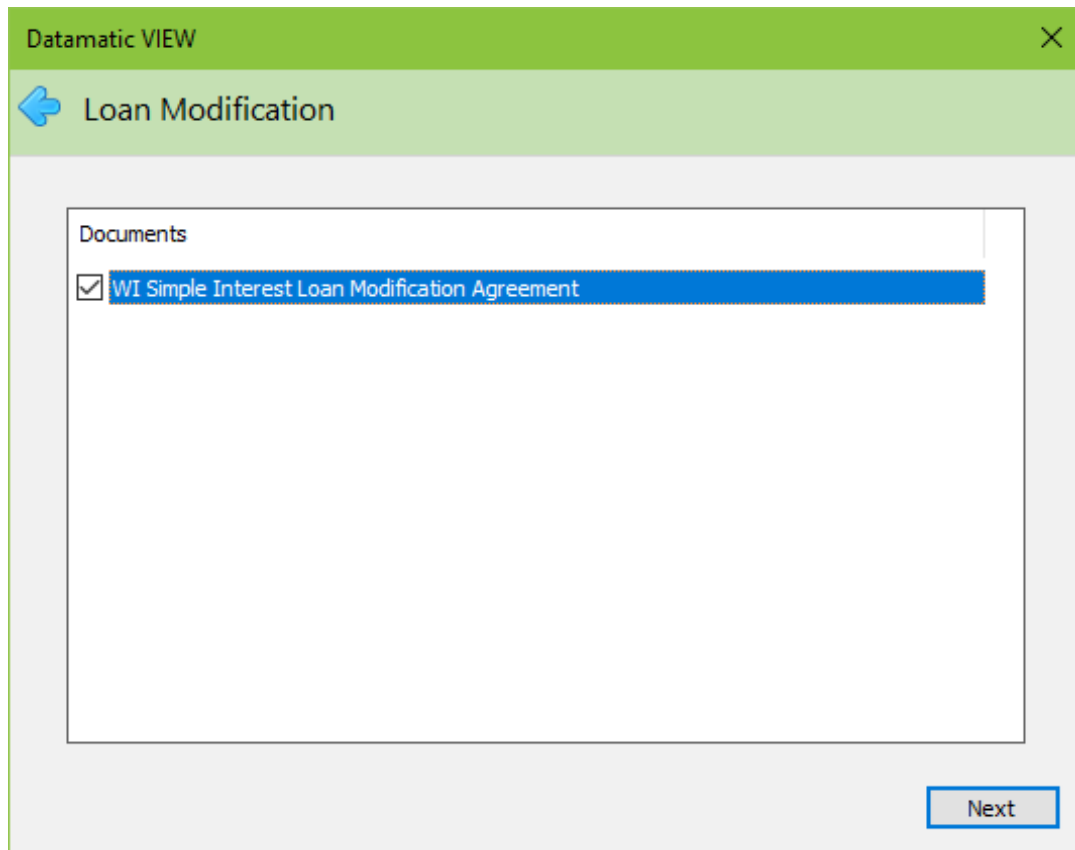 Datamatic VIEW
Loan Modification
Documents
WI Simple Interest Loan Modification Agreement
Next